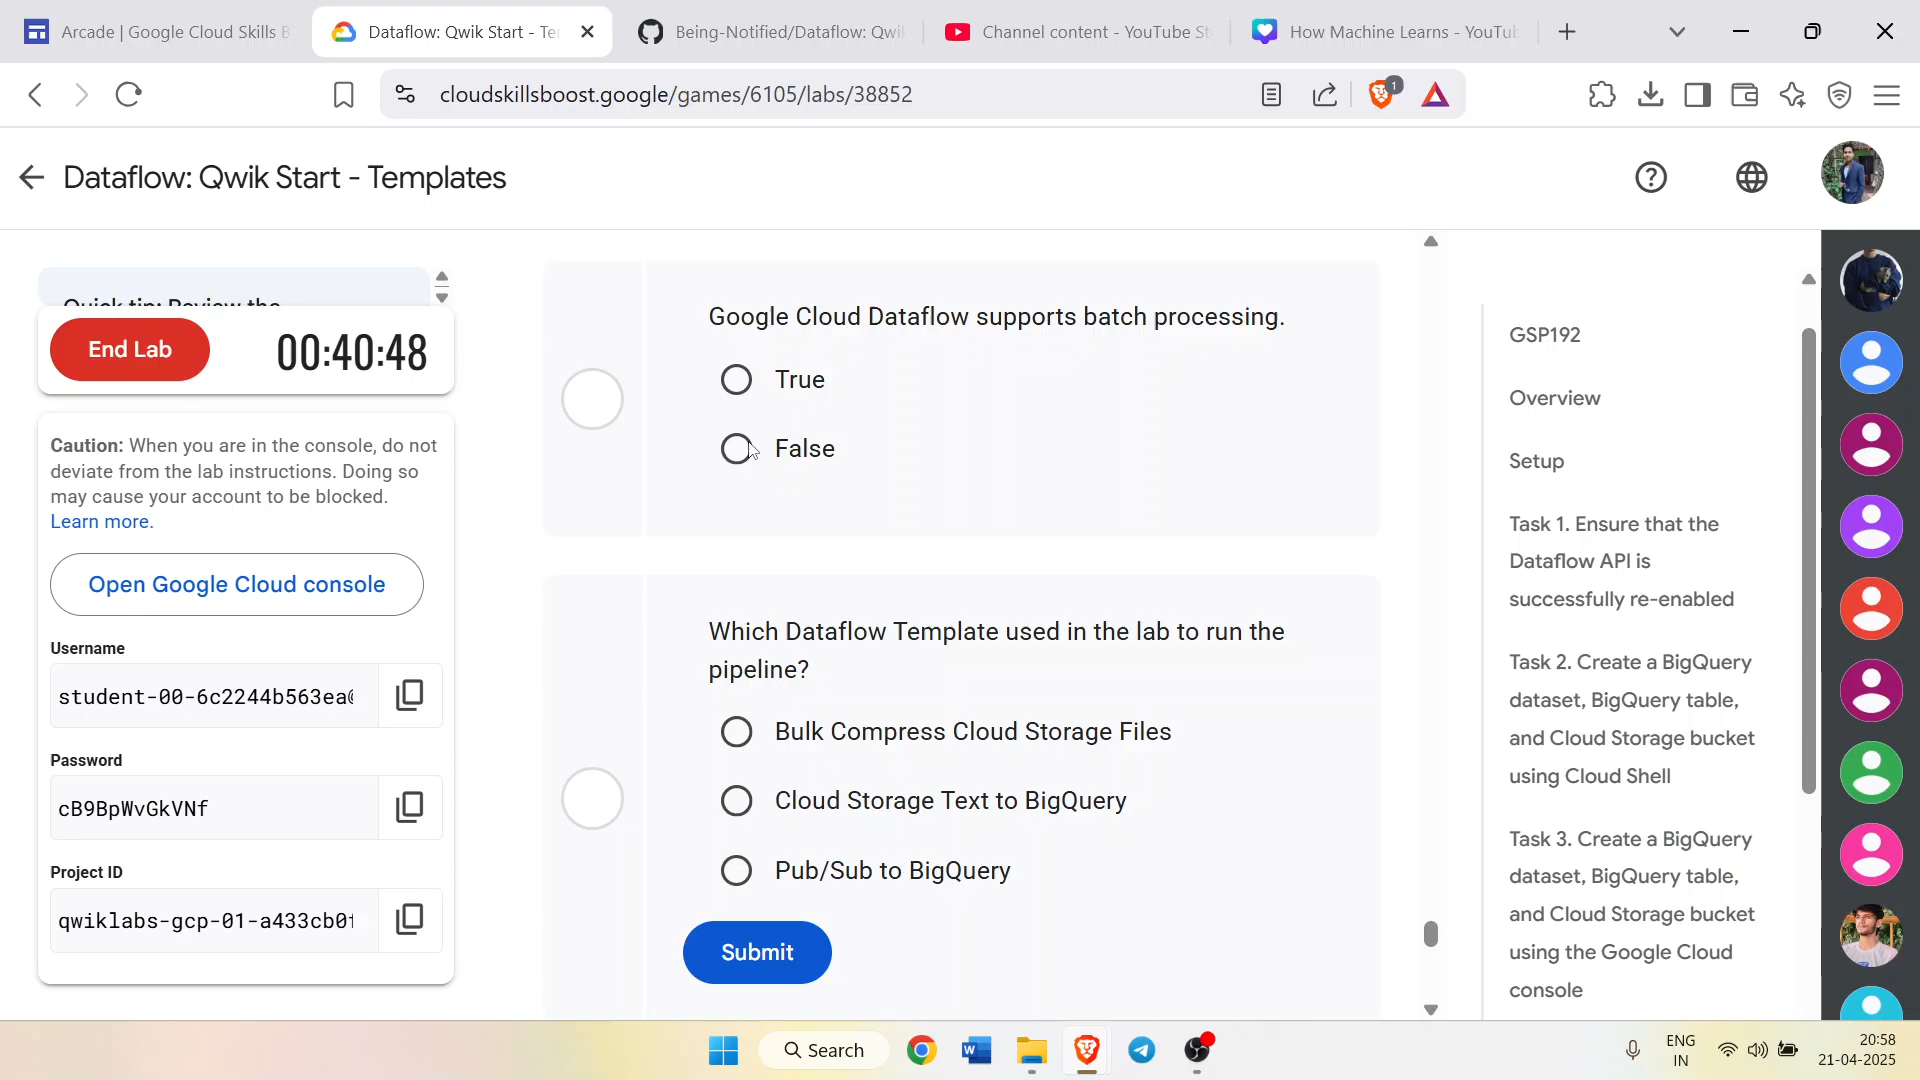 Arcade | Google Cloud Skills B
Dataflow: Qwik Start - Te
Being-Notified/Dataflow: Qwi
Channel content - YouTube St
How Machine Learns - YouTu
cloudskillsboost.google/games/6105/labs/38852
1
Dataflow: Qwik Start - Templates
Quick tip: Review the
End Lab
00:40:48
Caution: When you are in the console, do not
deviate from the lab instructions. Doing so
may cause your account to be blocked.
Learn more.
Open Google Cloud console
Username
student-00-6c2244b563ea@
Password
cB9BpWvGkVNf
Project ID
qwiklabs-gcp-01-a433cb0f
Google Cloud Dataflow supports batch processing.
True
False
Which Dataflow Template used in the lab to run the
pipeline?
Bulk Compress Cloud Storage Files
Cloud Storage Text to BigQuery
Pub/Sub to BigQuery
Submit
GSP192
Overview
Setup
Task 1. Ensure that the
Dataflow API is
successfully re-enabled
Task 2. Create a BigQuery
dataset, BigQuery table,
and Cloud Storage bucket
using Cloud Shell
Task 3. Create a BigQuery
dataset, BigQuery table,
and Cloud Storage bucket
using the Google Cloud
console
Search
ENG
IN
20:58
21-04-2025